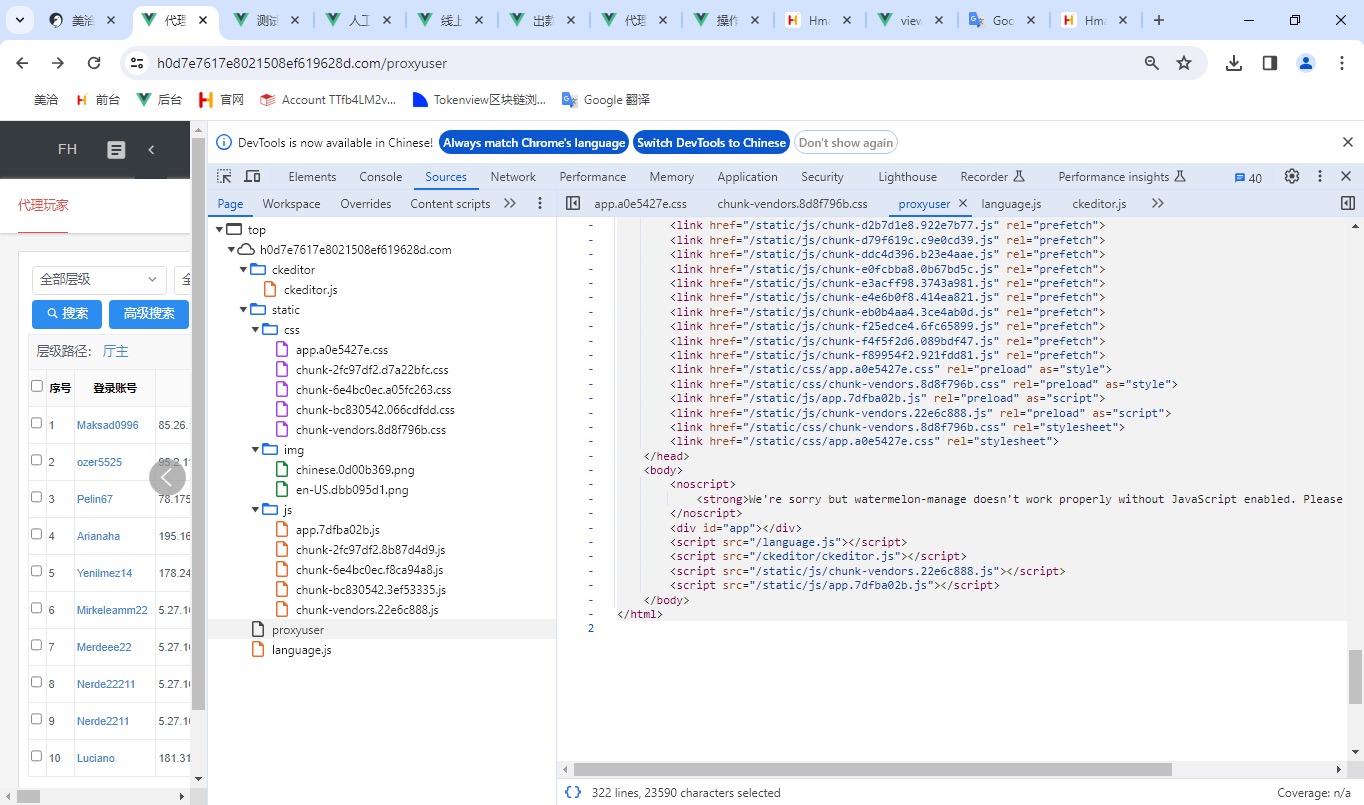 美洽
代理
测试
人工
线上
出款
代理
操作
Hma
view
Goo
Hma
h0d7e7617e8021508ef619628d.com/proxyuser
美洽 前台 后台 官网 Account TTfb4LM2v... Tokenview区块链浏... Google 翻译
FH
代理玩家
全部层级
搜索 高级搜索
层级路径： 厅主
序号 登录账号
1 Maksad0996 85.26.
2 ozer5525 95.2.1
3 Pelin67 78.175
4 Arianaha 195.16
5 Yenilmez14 178.24
6 Mirkeleamm22 5.27.1
7 Merdeee22 5.27.1
8 Nerde22211 5.27.1
9 Nerde2211 5.27.1
10 Luciano 181.31
DevTools is now available in Chinese! Always match Chrome's language Switch DevTools to Chinese Don't show again
Elements Console Sources Network Performance Memory Application Security Lighthouse Recorder Performance insights 40
Page Workspace Overrides Content scripts
top
h0d7e7617e8021508ef619628d.com
ckeditor
ckeditor.js
static
css
app.a0e5427e.css
chunk-2fc97df2.d7a22bfc.css
chunk-6e4bc0ec.a05fc263.css
chunk-bc830542.066cdfdd.css
chunk-vendors.8d8f796b.css
img
chinese.0d00b369.png
en-US.dbb095d1.png
js
app.7dfba02b.js
chunk-2fc97df2.8b87d4d9.js
chunk-6e4bc0ec.f8ca94a8.js
chunk-bc830542.3ef53335.js
chunk-vendors.22e6c888.js
proxyuser
language.js
app.a0e5427e.css chunk-vendors.8d8f796b.css proxyuser language.js ckeditor.js
- <link href="/static/js/chunk-d2b7d1e8.922e7b77.js" rel="prefetch">
- <link href="/static/js/chunk-d79f619c.c9e0cd39.js" rel="prefetch">
- <link href="/static/js/chunk-ddc4d396.b23e4aae.js" rel="prefetch">
- <link href="/static/js/chunk-e0fcbba8.0b67bd5c.js" rel="prefetch">
- <link href="/static/js/chunk-e3acff98.3743a981.js" rel="prefetch">
- <link href="/static/js/chunk-e4e6b0f8.414ea821.js" rel="prefetch">
- <link href="/static/js/chunk-eb0b4aa4.3ce4ab0d.js" rel="prefetch">
- <link href="/static/js/chunk-f25edce4.6fc65899.js" rel="prefetch">
- <link href="/static/js/chunk-f4f5f2d6.089bdf47.js" rel="prefetch">
- <link href="/static/js/chunk-f89954f2.921fdd81.js" rel="prefetch">
- <link href="/static/css/app.a0e5427e.css" rel="preload" as="style">
- <link href="/static/css/chunk-vendors.8d8f796b.css" rel="preload" as="style">
- <link href="/static/js/app.7dfba02b.js" rel="preload" as="script">
- <link href="/static/js/chunk-vendors.22e6c888.js" rel="preload" as="script">
- <link href="/static/css/chunk-vendors.8d8f796b.css" rel="stylesheet">
- <link href="/static/css/app.a0e5427e.css" rel="stylesheet">
- </head>
- <body>
- <noscript>
- <strong>We're sorry but watermelon-manage doesn't work properly without JavaScript enabled. Please
- </noscript>
- <div id="app"></div>
- <script src="/language.js"></script>
- <script src="/ckeditor/ckeditor.js"></script>
- <script src="/static/js/chunk-vendors.22e6c888.js"></script>
- <script src="/static/js/app.7dfba02b.js"></script>
- </body>
- </html>
2
322 lines, 23590 characters selected
Coverage: n/a